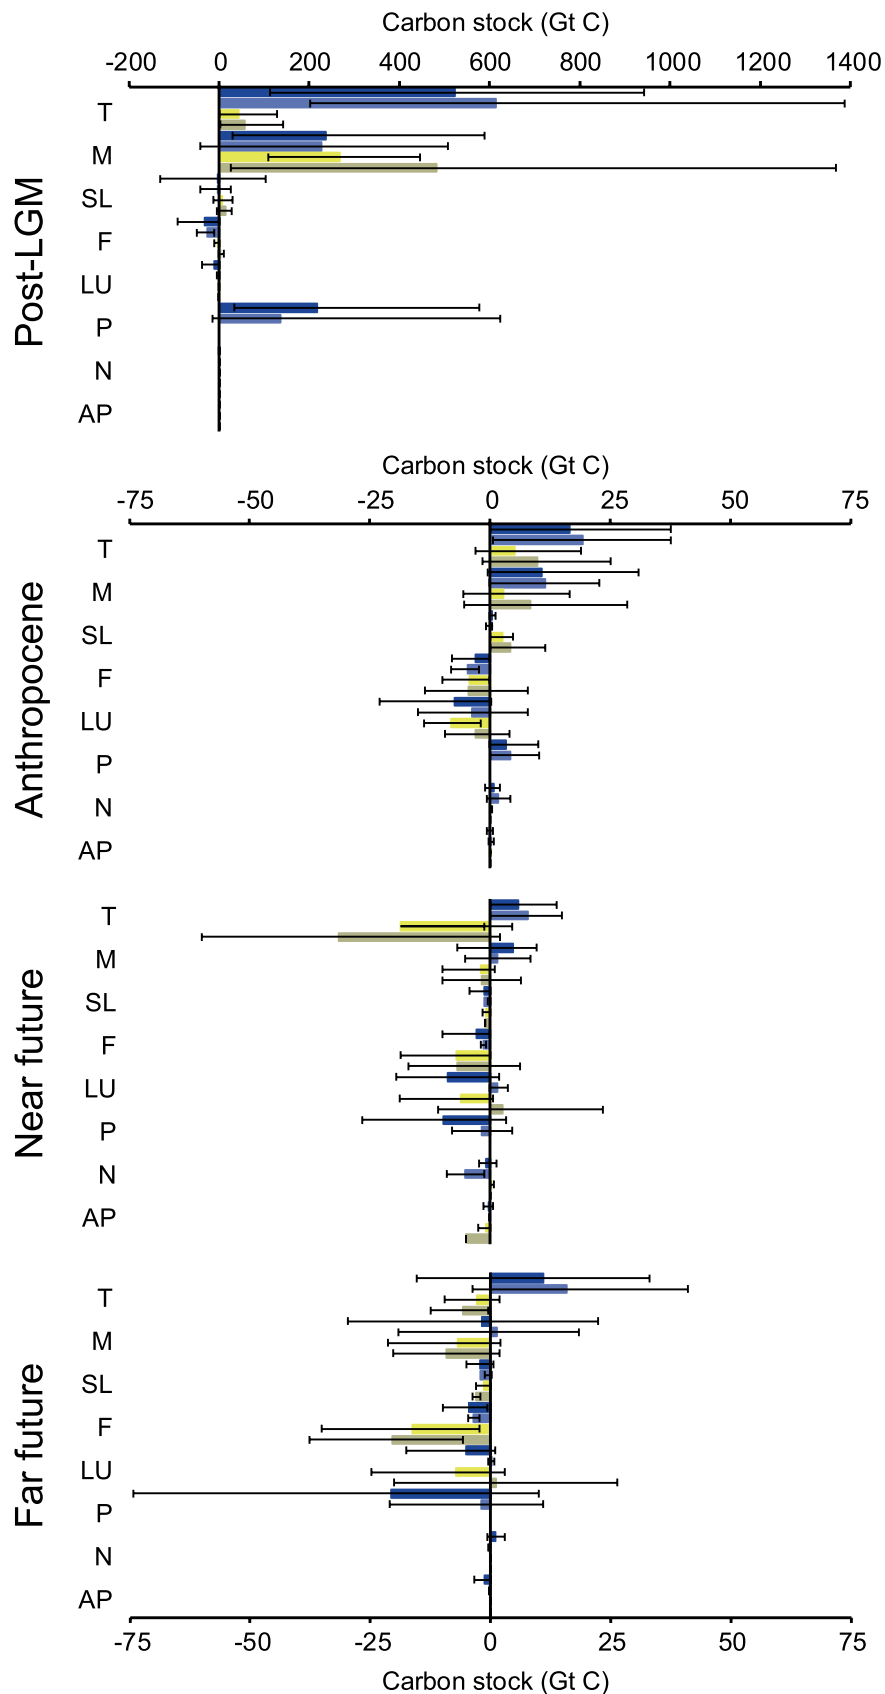 Carbon stock (Gt C)
-200 0 200 400 600 800 1000 1200 1400
Post-LGM
T
M
SL
F
LU
P
N
AP
Carbon stock (Gt C)
-75 -50 -25 0 25 50 75
Anthropocene
T
M
SL
F
LU
P
N
AP
Near future
T
M
SL
F
LU
P
N
AP
Far future
T
M
SL
F
LU
P
N
AP
-75 -50 -25 0 25 50 75
Carbon stock (Gt C)